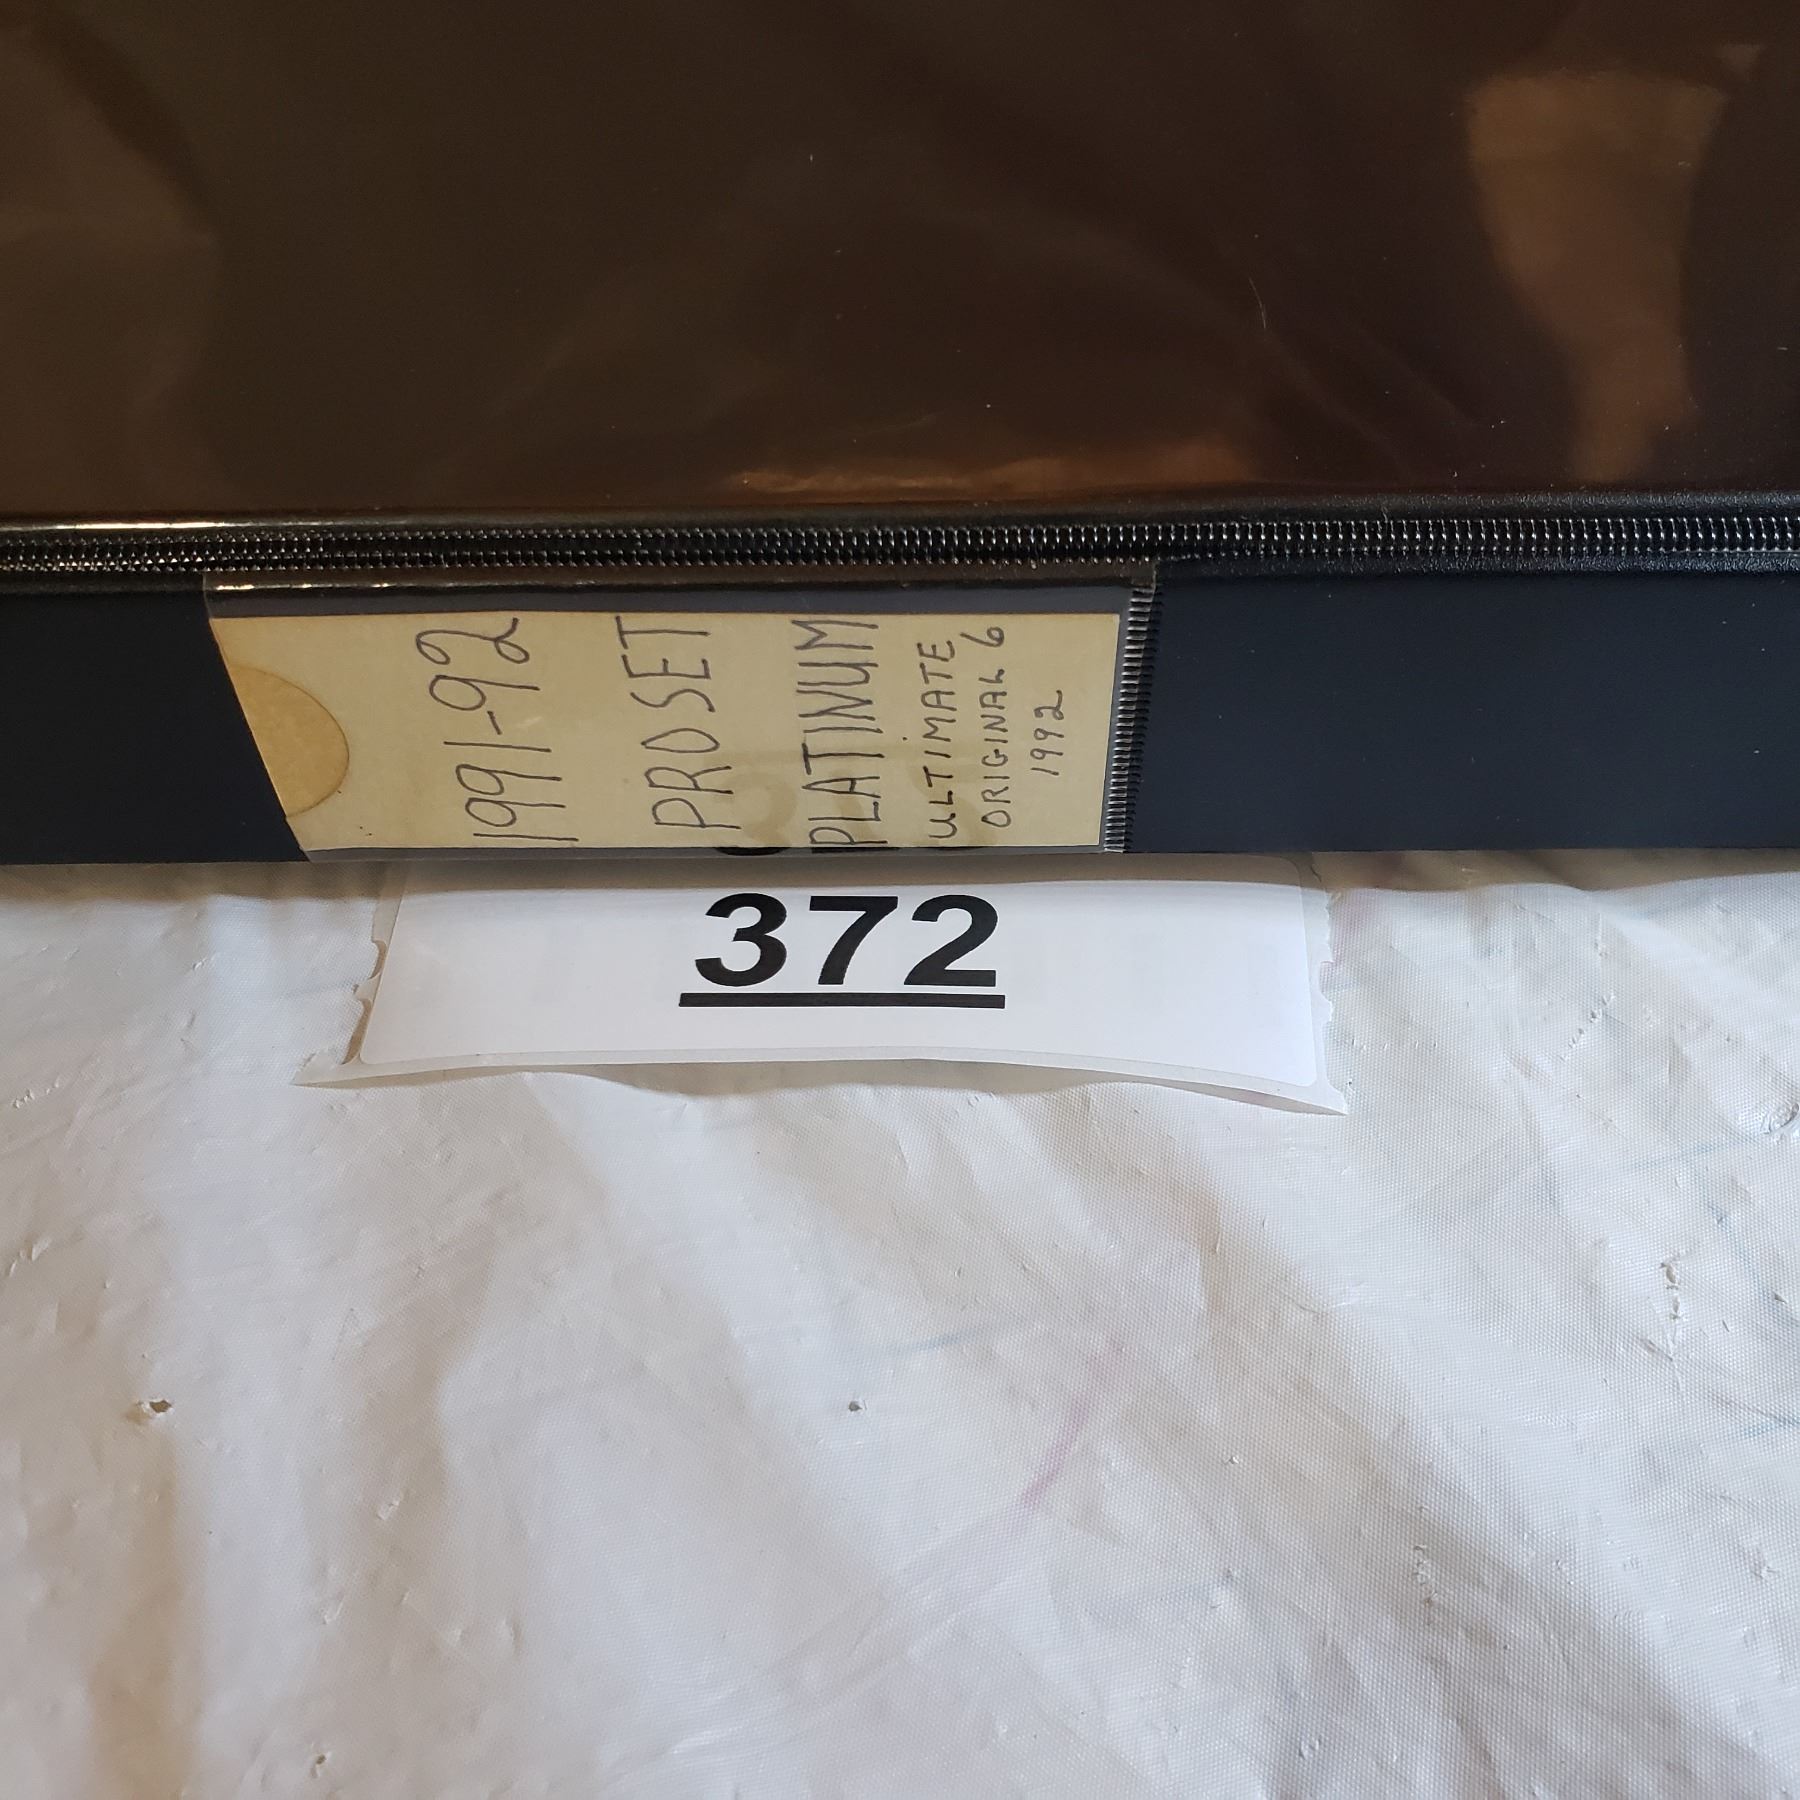 1991-92
PROSET
PLATINUM
ULTIMATE
ORIGINAL 6
1992
372